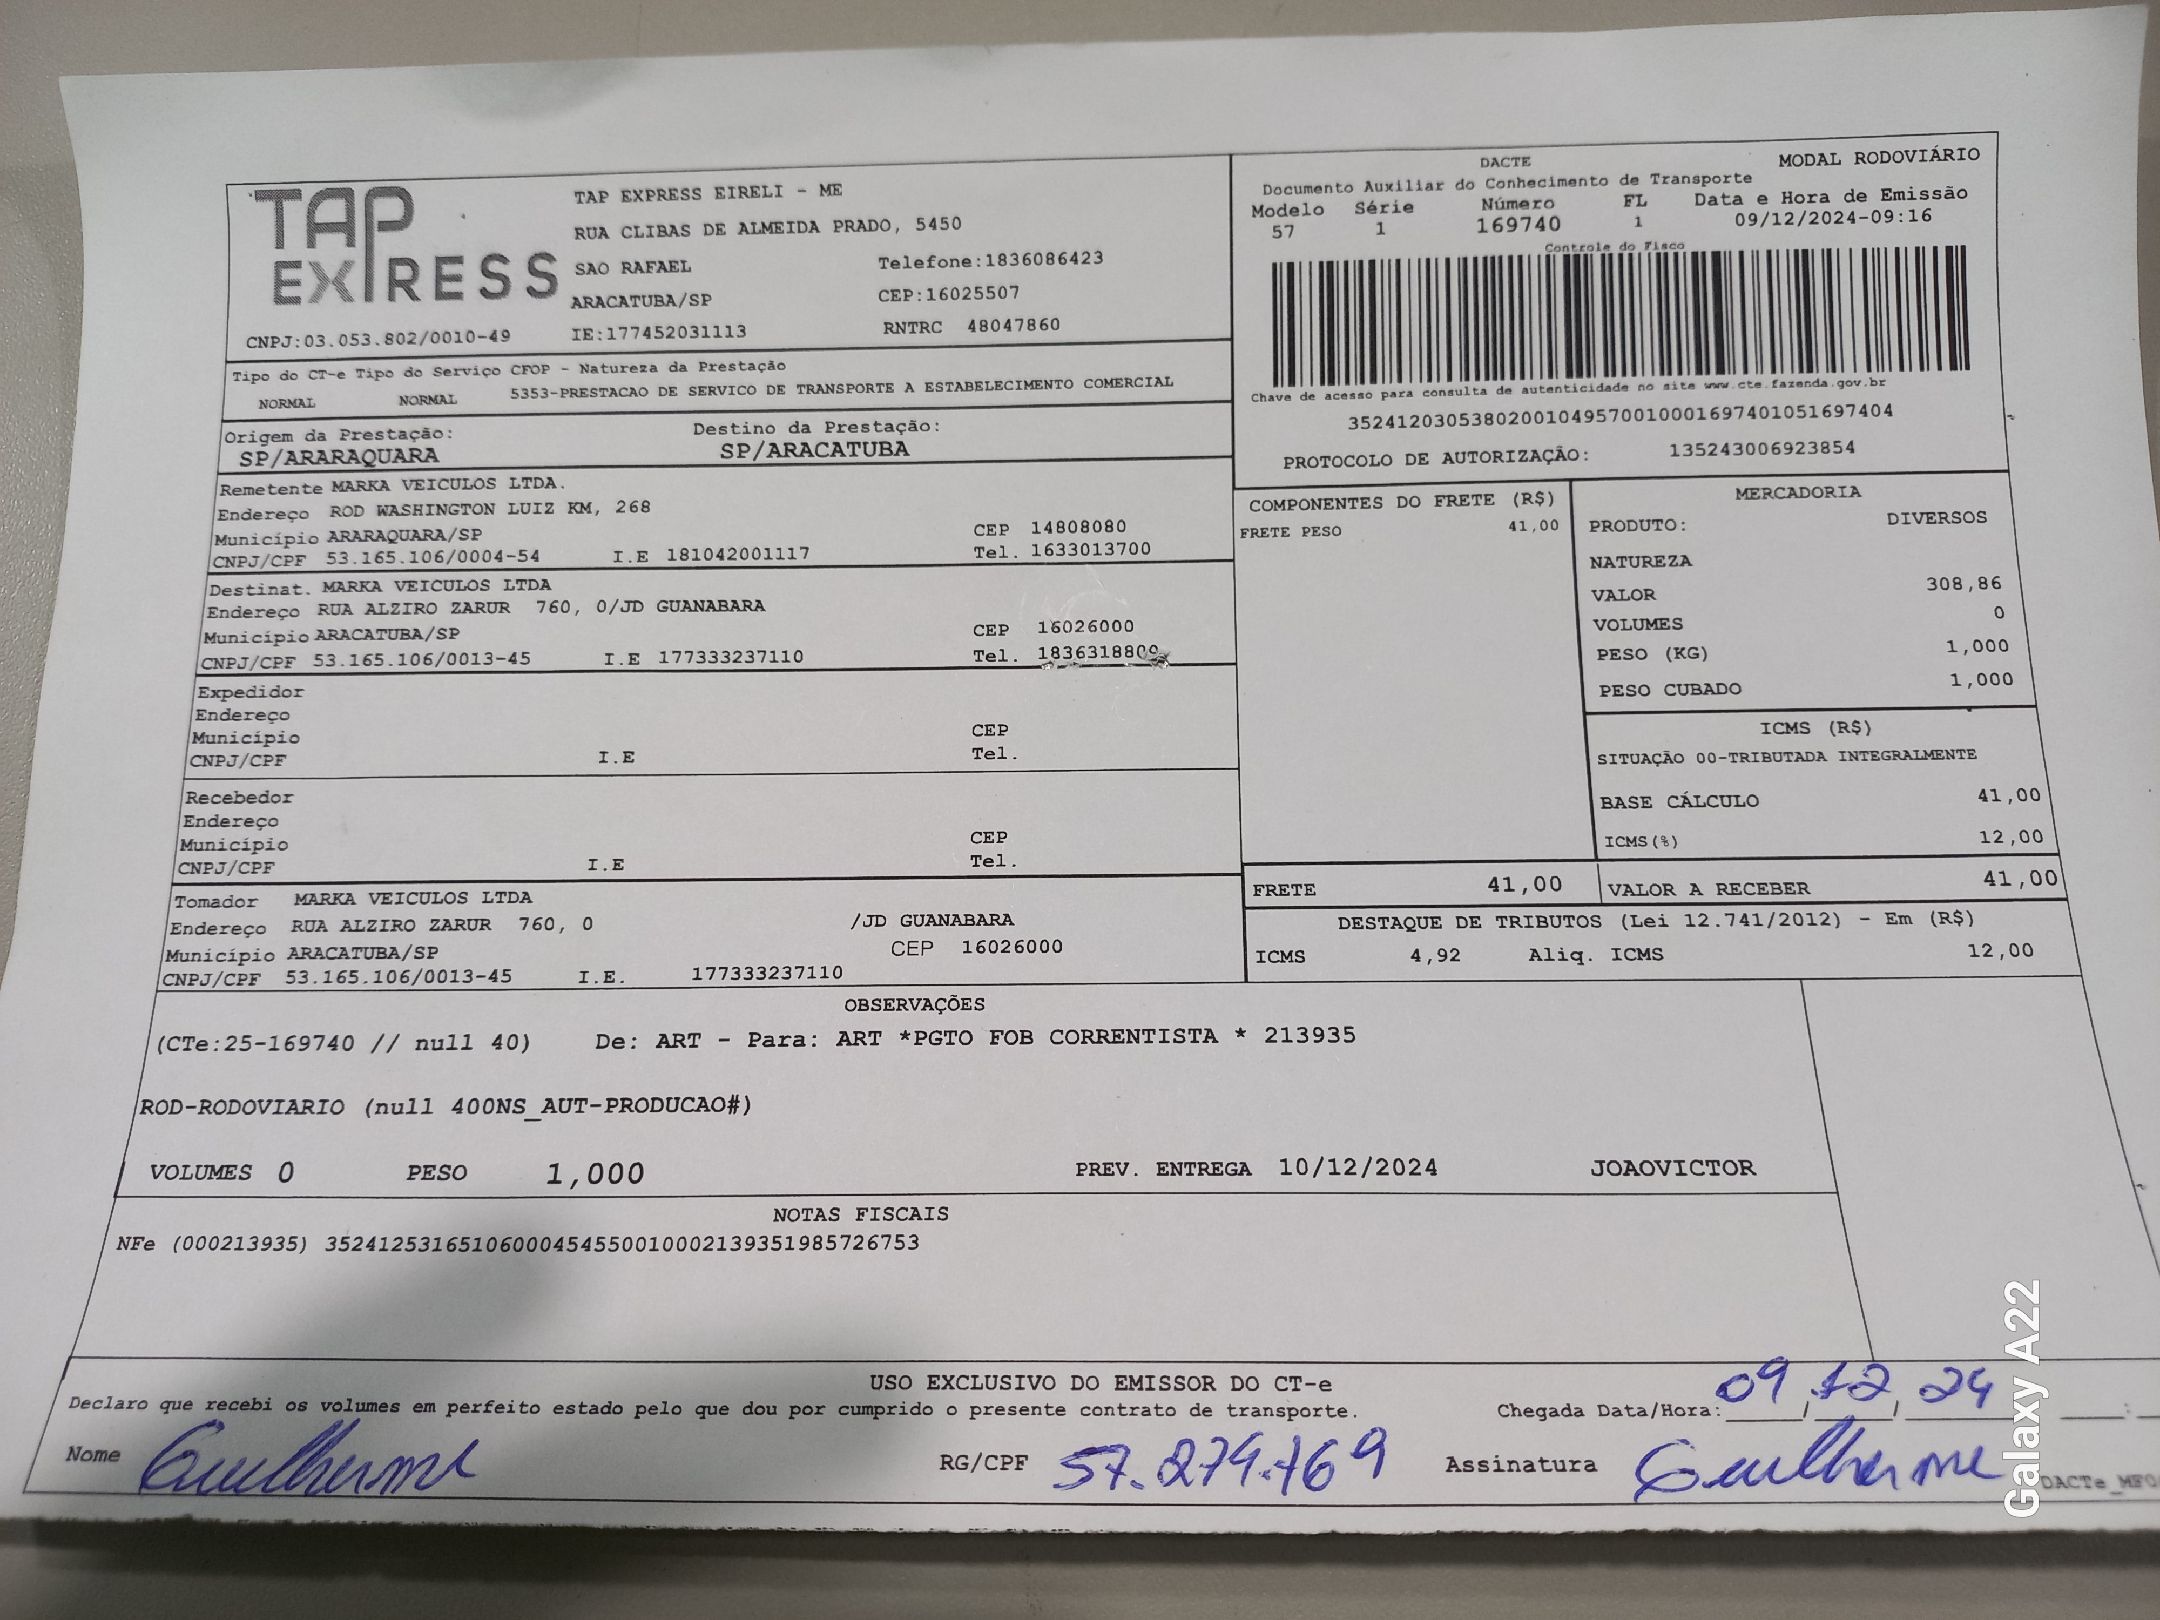 TAP
EXPRESS
TAP EXPRESS EIRELI - ME
RUA CLIBAS DE ALMEIDA PRADO, 5450
SAO RAFAEL Telefone:1836086423
ARACATUBA/SP CEP:16025507
CNPJ:03.053.802/0010-49 IE:177452031113 RNTRC 48047860
DACTE MODAL RODOVIÁRIO
Documento Auxiliar do Conhecimento de Transporte
Modelo Série Número FL Data e Hora de Emissão
57 1 169740 1 09/12/2024-09:16
Controle do Fisco
Chave de acesso para consulta de autenticidade no site www.cte.fazenda.gov.br
35241203053802001049570010001697401051697404
PROTOCOLO DE AUTORIZAÇÃO: 135243006923854
Tipo do CT-e Tipo do Serviço CFOP - Natureza da Prestação
NORMAL NORMAL 5353-PRESTACAO DE SERVICO DE TRANSPORTE A ESTABELECIMENTO COMERCIAL
Origem da Prestação: Destino da Prestação:
SP/ARARAQUARA SP/ARACATUBA
Remetente MARKA VEICULOS LTDA.
Endereço ROD WASHINGTON LUIZ KM, 268
Município ARARAQUARA/SP CEP 14808080
CNPJ/CPF 53.165.106/0004-54 I.E 181042001117 Tel. 1633013700
Destinat. MARKA VEICULOS LTDA
Endereço RUA ALZIRO ZARUR 760, 0/JD GUANABARA
Município ARACATUBA/SP CEP 16026000
CNPJ/CPF 53.165.106/0013-45 I.E 177333237110 Tel. 1836318800
Expedidor
Endereço
Município CEP
CNPJ/CPF I.E Tel.
Recebedor
Endereço
Município CEP
CNPJ/CPF I.E Tel.
Tomador MARKA VEICULOS LTDA
Endereço RUA ALZIRO ZARUR 760, 0 /JD GUANABARA
Município ARACATUBA/SP CEP 16026000
CNPJ/CPF 53.165.106/0013-45 I.E. 177333237110
COMPONENTES DO FRETE (R$)
FRETE PESO 41,00
MERCADORIA
PRODUTO: DIVERSOS
NATUREZA
VALOR 308,86
VOLUMES 0
PESO (KG) 1,000
PESO CUBADO 1,000
ICMS (R$)
SITUAÇÃO 00-TRIBUTADA INTEGRALMENTE
BASE CÁLCULO 41,00
ICMS(%) 12,00
FRETE 41,00 VALOR A RECEBER 41,00
DESTAQUE DE TRIBUTOS (Lei 12.741/2012) - Em (R$)
ICMS 4,92 Aliq. ICMS 12,00
OBSERVAÇÕES
(CTe:25-169740 // null 40) De: ART - Para: ART *PGTO FOB CORRENTISTA * 213935
ROD-RODOVIARIO (null 400NS_AUT-PRODUCAO#)
VOLUMES 0 PESO 1,000 PREV. ENTREGA 10/12/2024 JOAOVICTOR
NOTAS FISCAIS
NFe (000213935) 35241253165106000454550010002139351985726753
USO EXCLUSIVO DO EMISSOR DO CT-e
Declaro que recebi os volumes em perfeito estado pelo que dou por cumprido o presente contrato de transporte. Chegada Data/Hora: 09/12/24 :
Nome Guilherme RG/CPF 57.274.169 Assinatura Guilherme
Galaxy A22